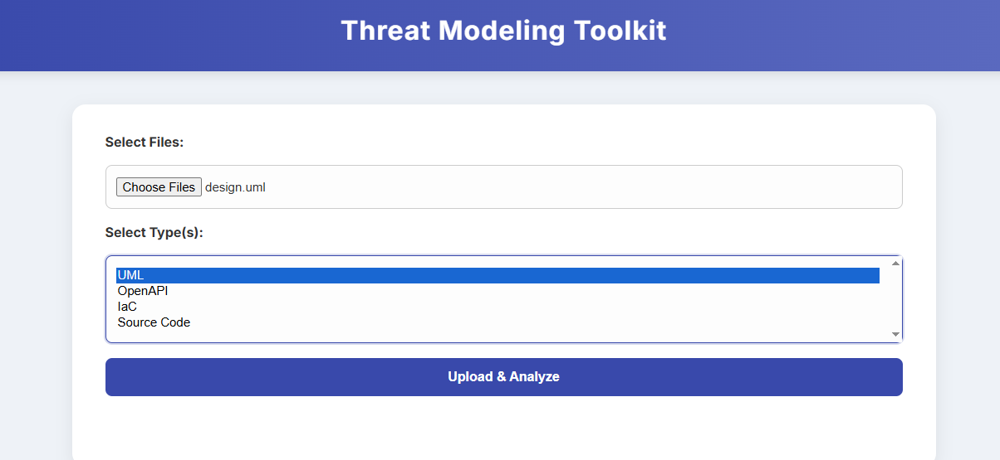 Threat Modeling Toolkit
Select Files:
Choose Files design.uml
Select Type(s):
UML
OpenAPI
IaC
Source Code
Upload & Analyze